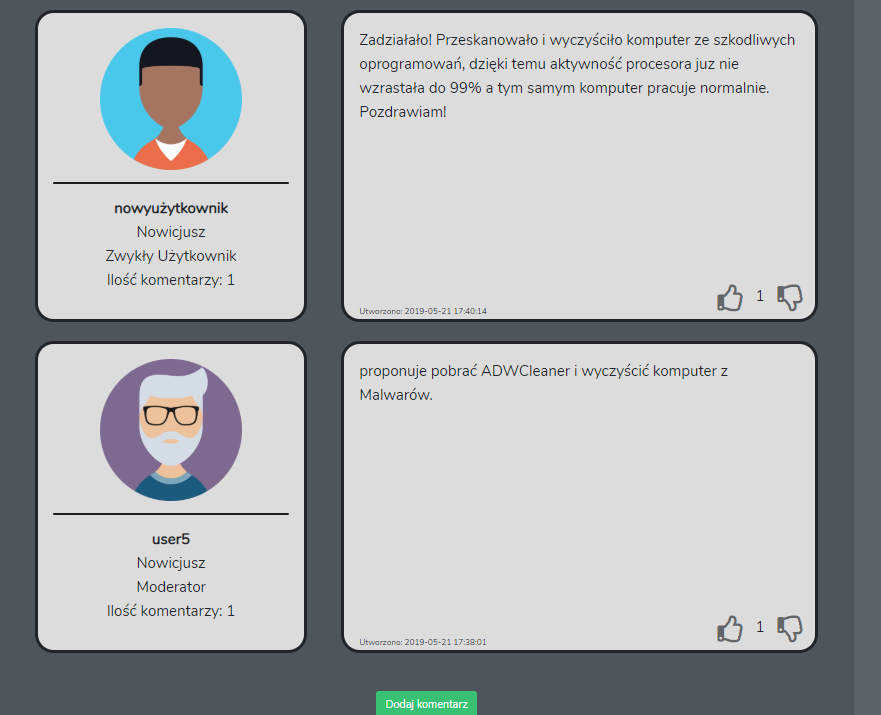 nowyużytkownik
Nowicjusz
Zwykły Użytkownik
Ilość komentarzy: 1
Zadziałało! Przeskanowało i wyczyściło komputer ze szkodliwych
oprogramowań, dzięki temu aktywność procesora juz nie
wzrastała do 99% a tym samym komputer pracuje normalnie.
Pozdrawiam!
Utworzono: 2019-05-21 17:40:14
1
user5
Nowicjusz
Moderator
Ilość komentarzy: 1
proponuje pobrać ADWCleaner i wyczyścić komputer z
Malwarów.
Utworzono: 2019-05-21 17:38:01
1
Dodaj komentarz